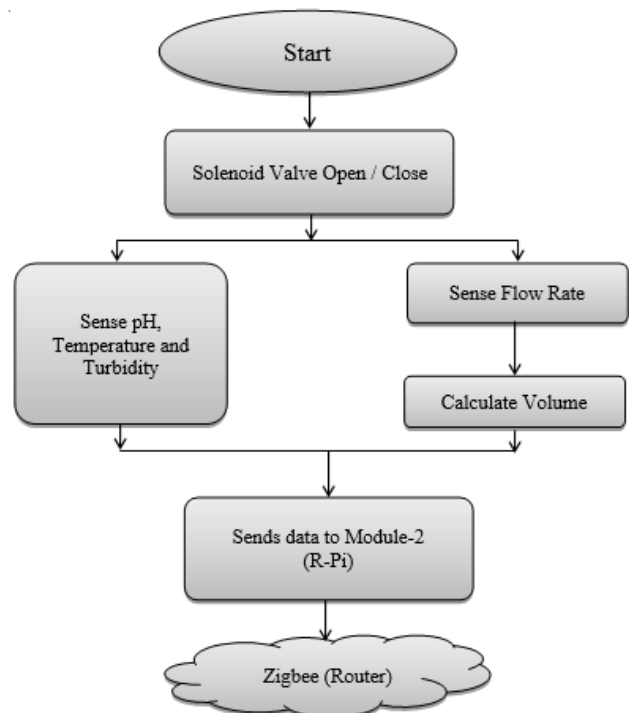 Start
Solenoid Valve Open / Close
Sense pH,
Temperature and
Turbidity
Sense Flow Rate
Calculate Volume
Sends data to Module-2
(R-Pi)
Zigbee (Router)